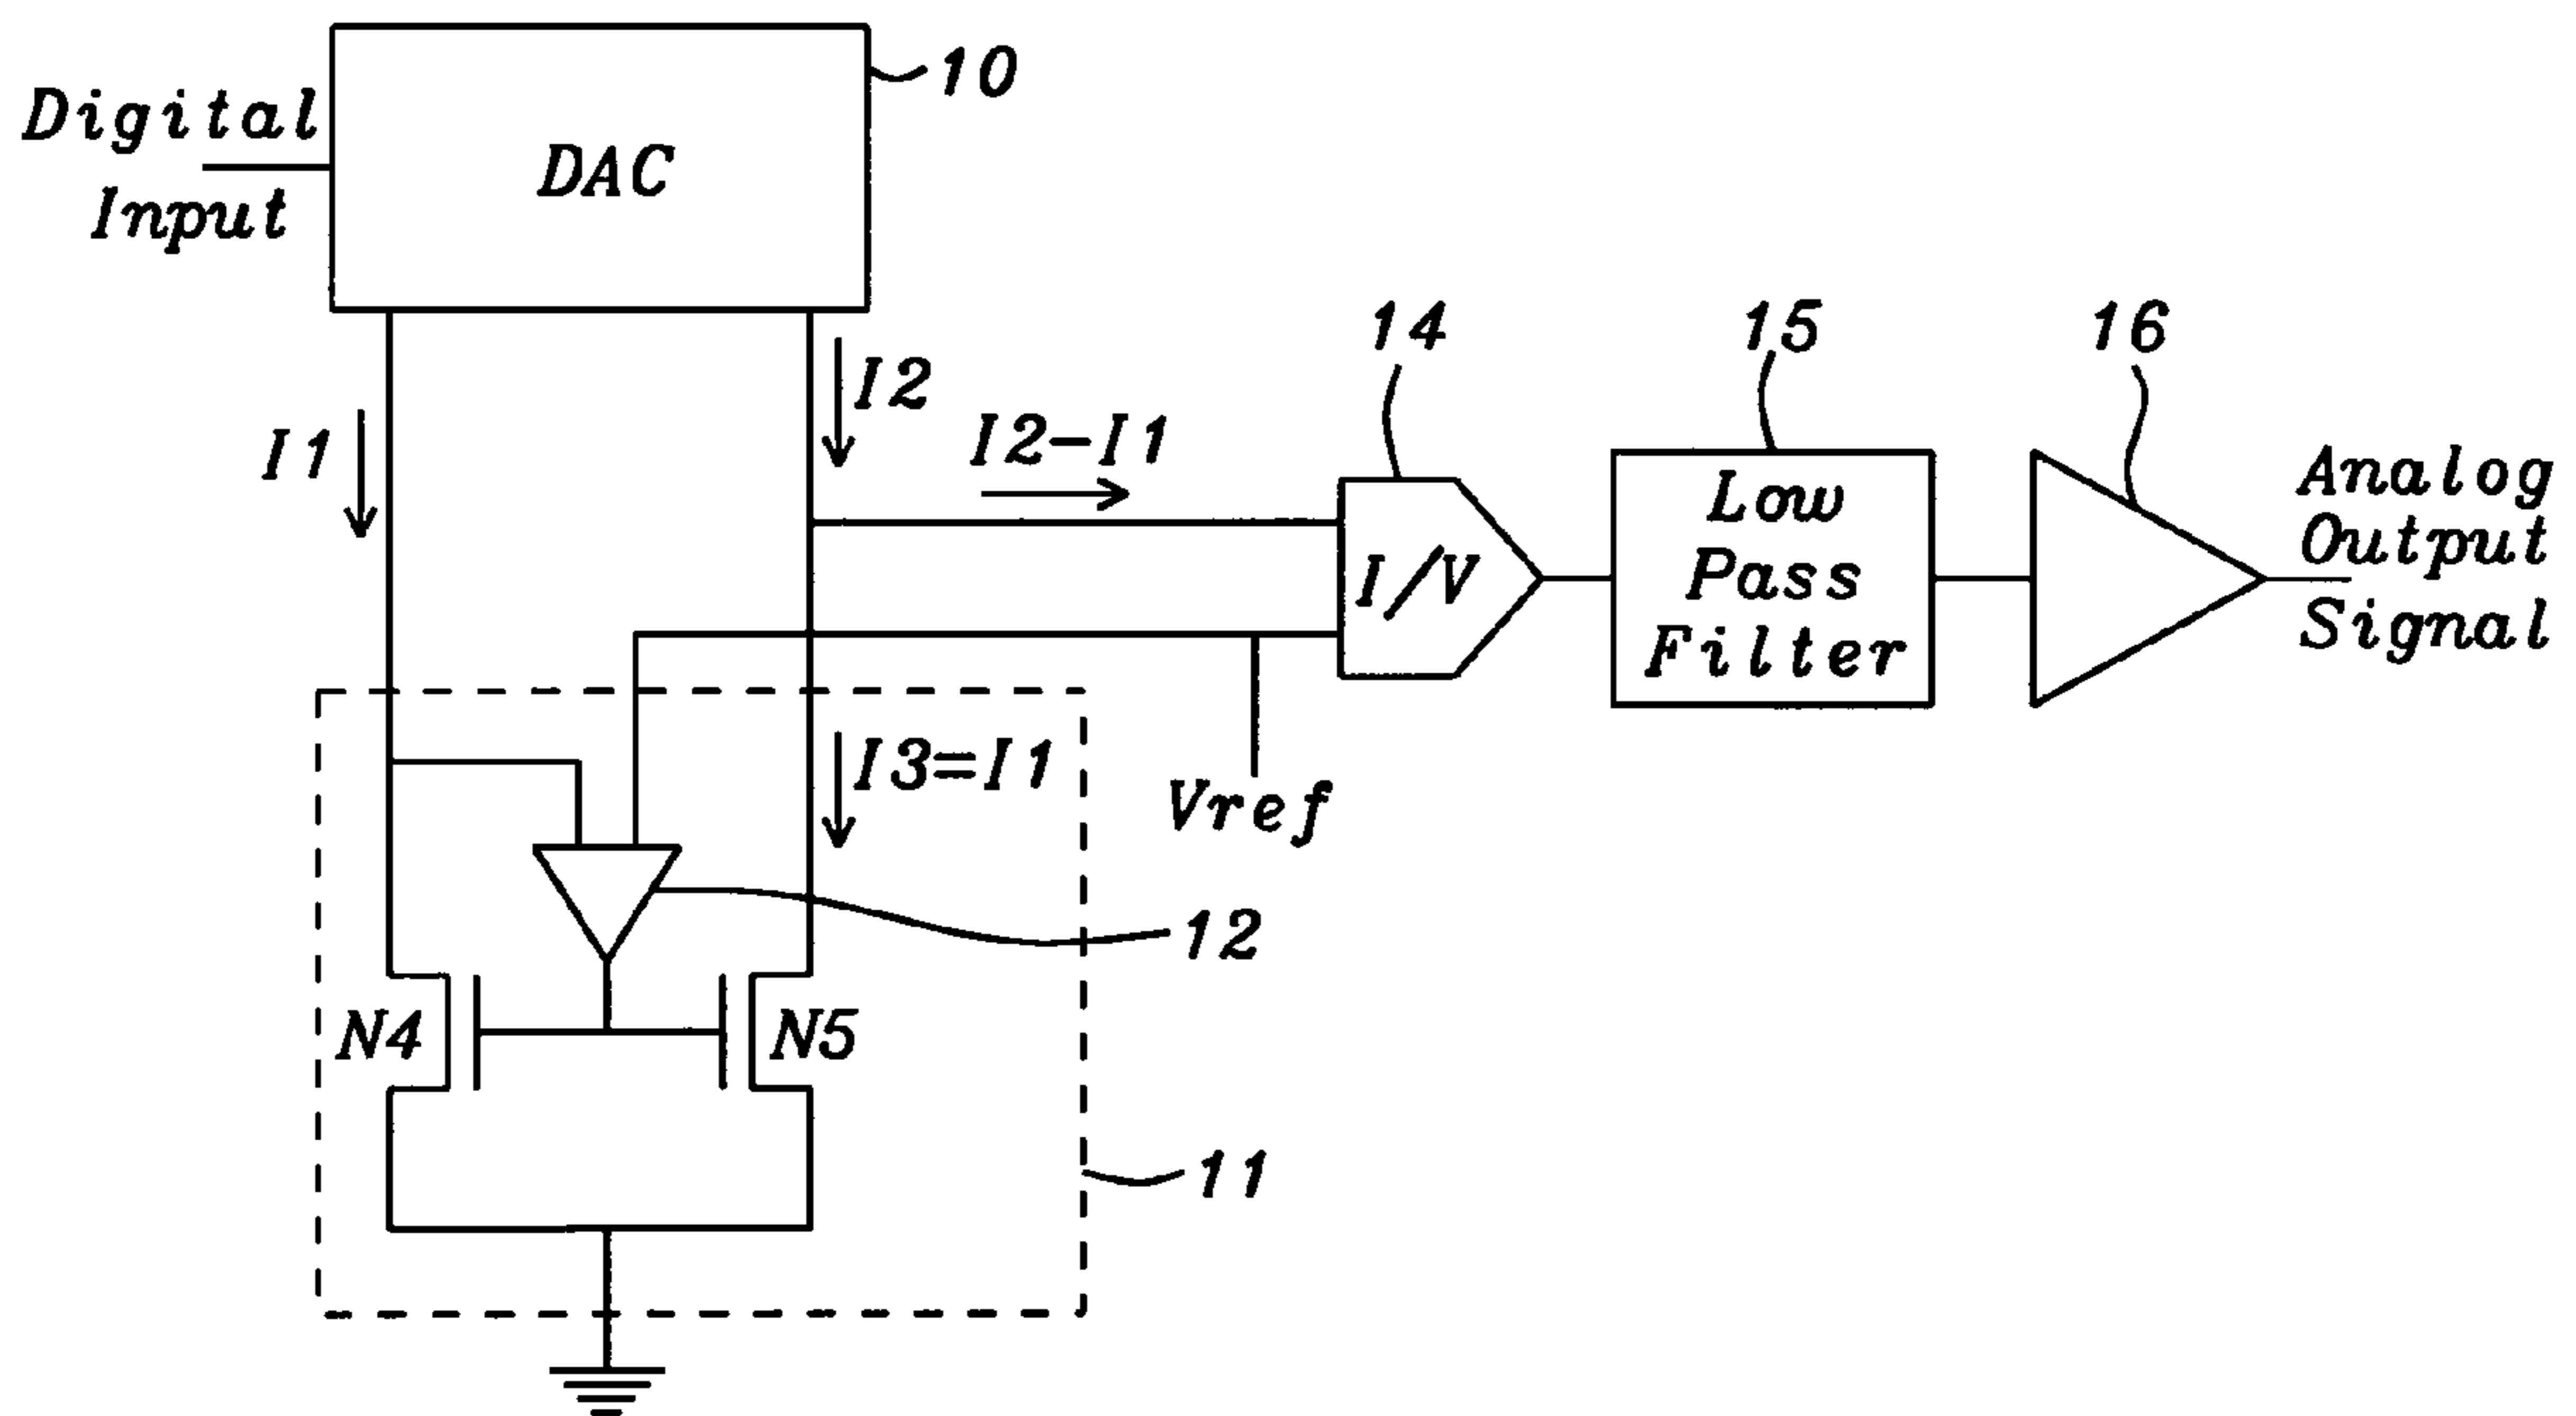 10
Digital
Input
DAC
14
15
16
I2
I1
I2-I1
Analog
Output
Signal
Low
Pass
Filter
I/V
I3=I1
Vref
12
N4
N5
11